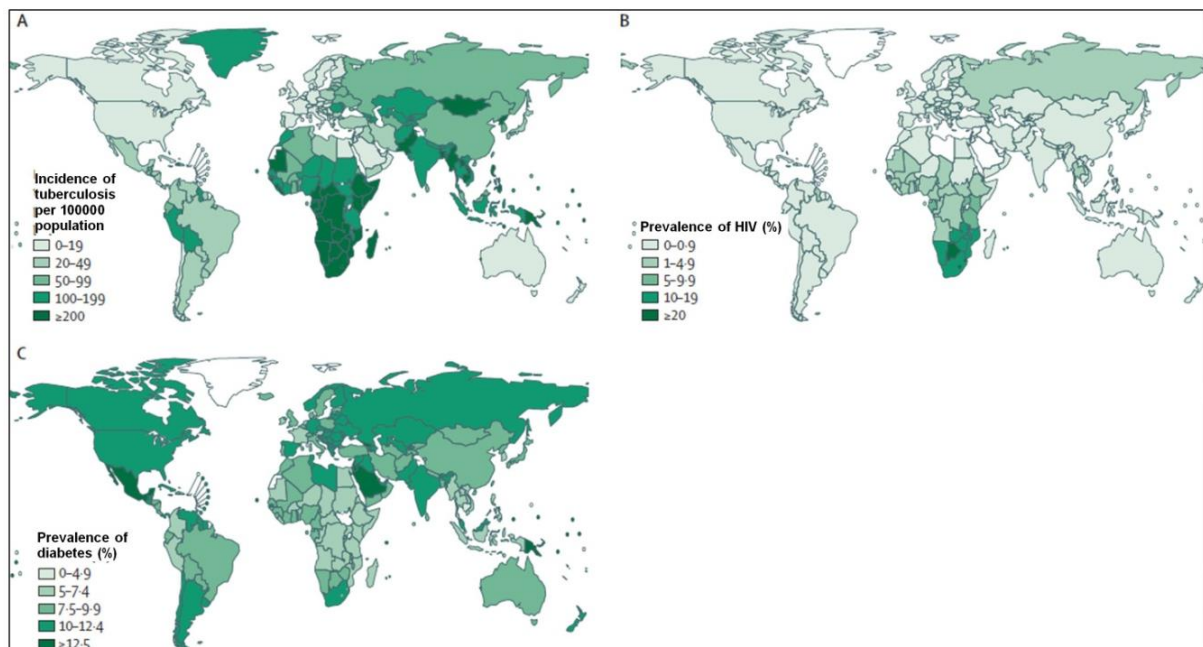 A
Incidence of
tuberculosis
per 100000
population
0–19
20–49
50–99
100–199
≥200
B
Prevalence of HIV (%)
0–0·9
1–4·9
5–9·9
10–19
≥20
C
Prevalence of
diabetes (%)
0–4·9
5–7·4
7·5–9·9
10–12·4
≥12·5